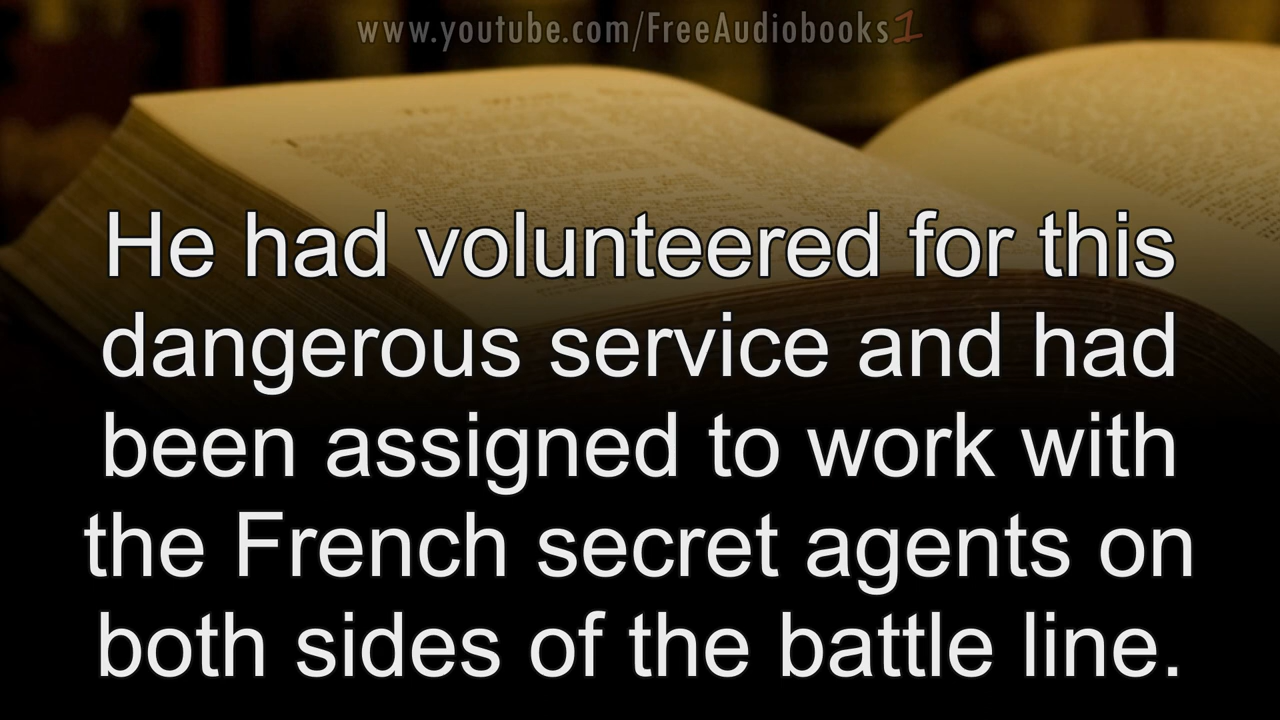 www.youtube.com/FreeAudiobooks1
He had volunteered for this
dangerous service and had
been assigned to work with
the French secret agents on
both sides of the battle line.